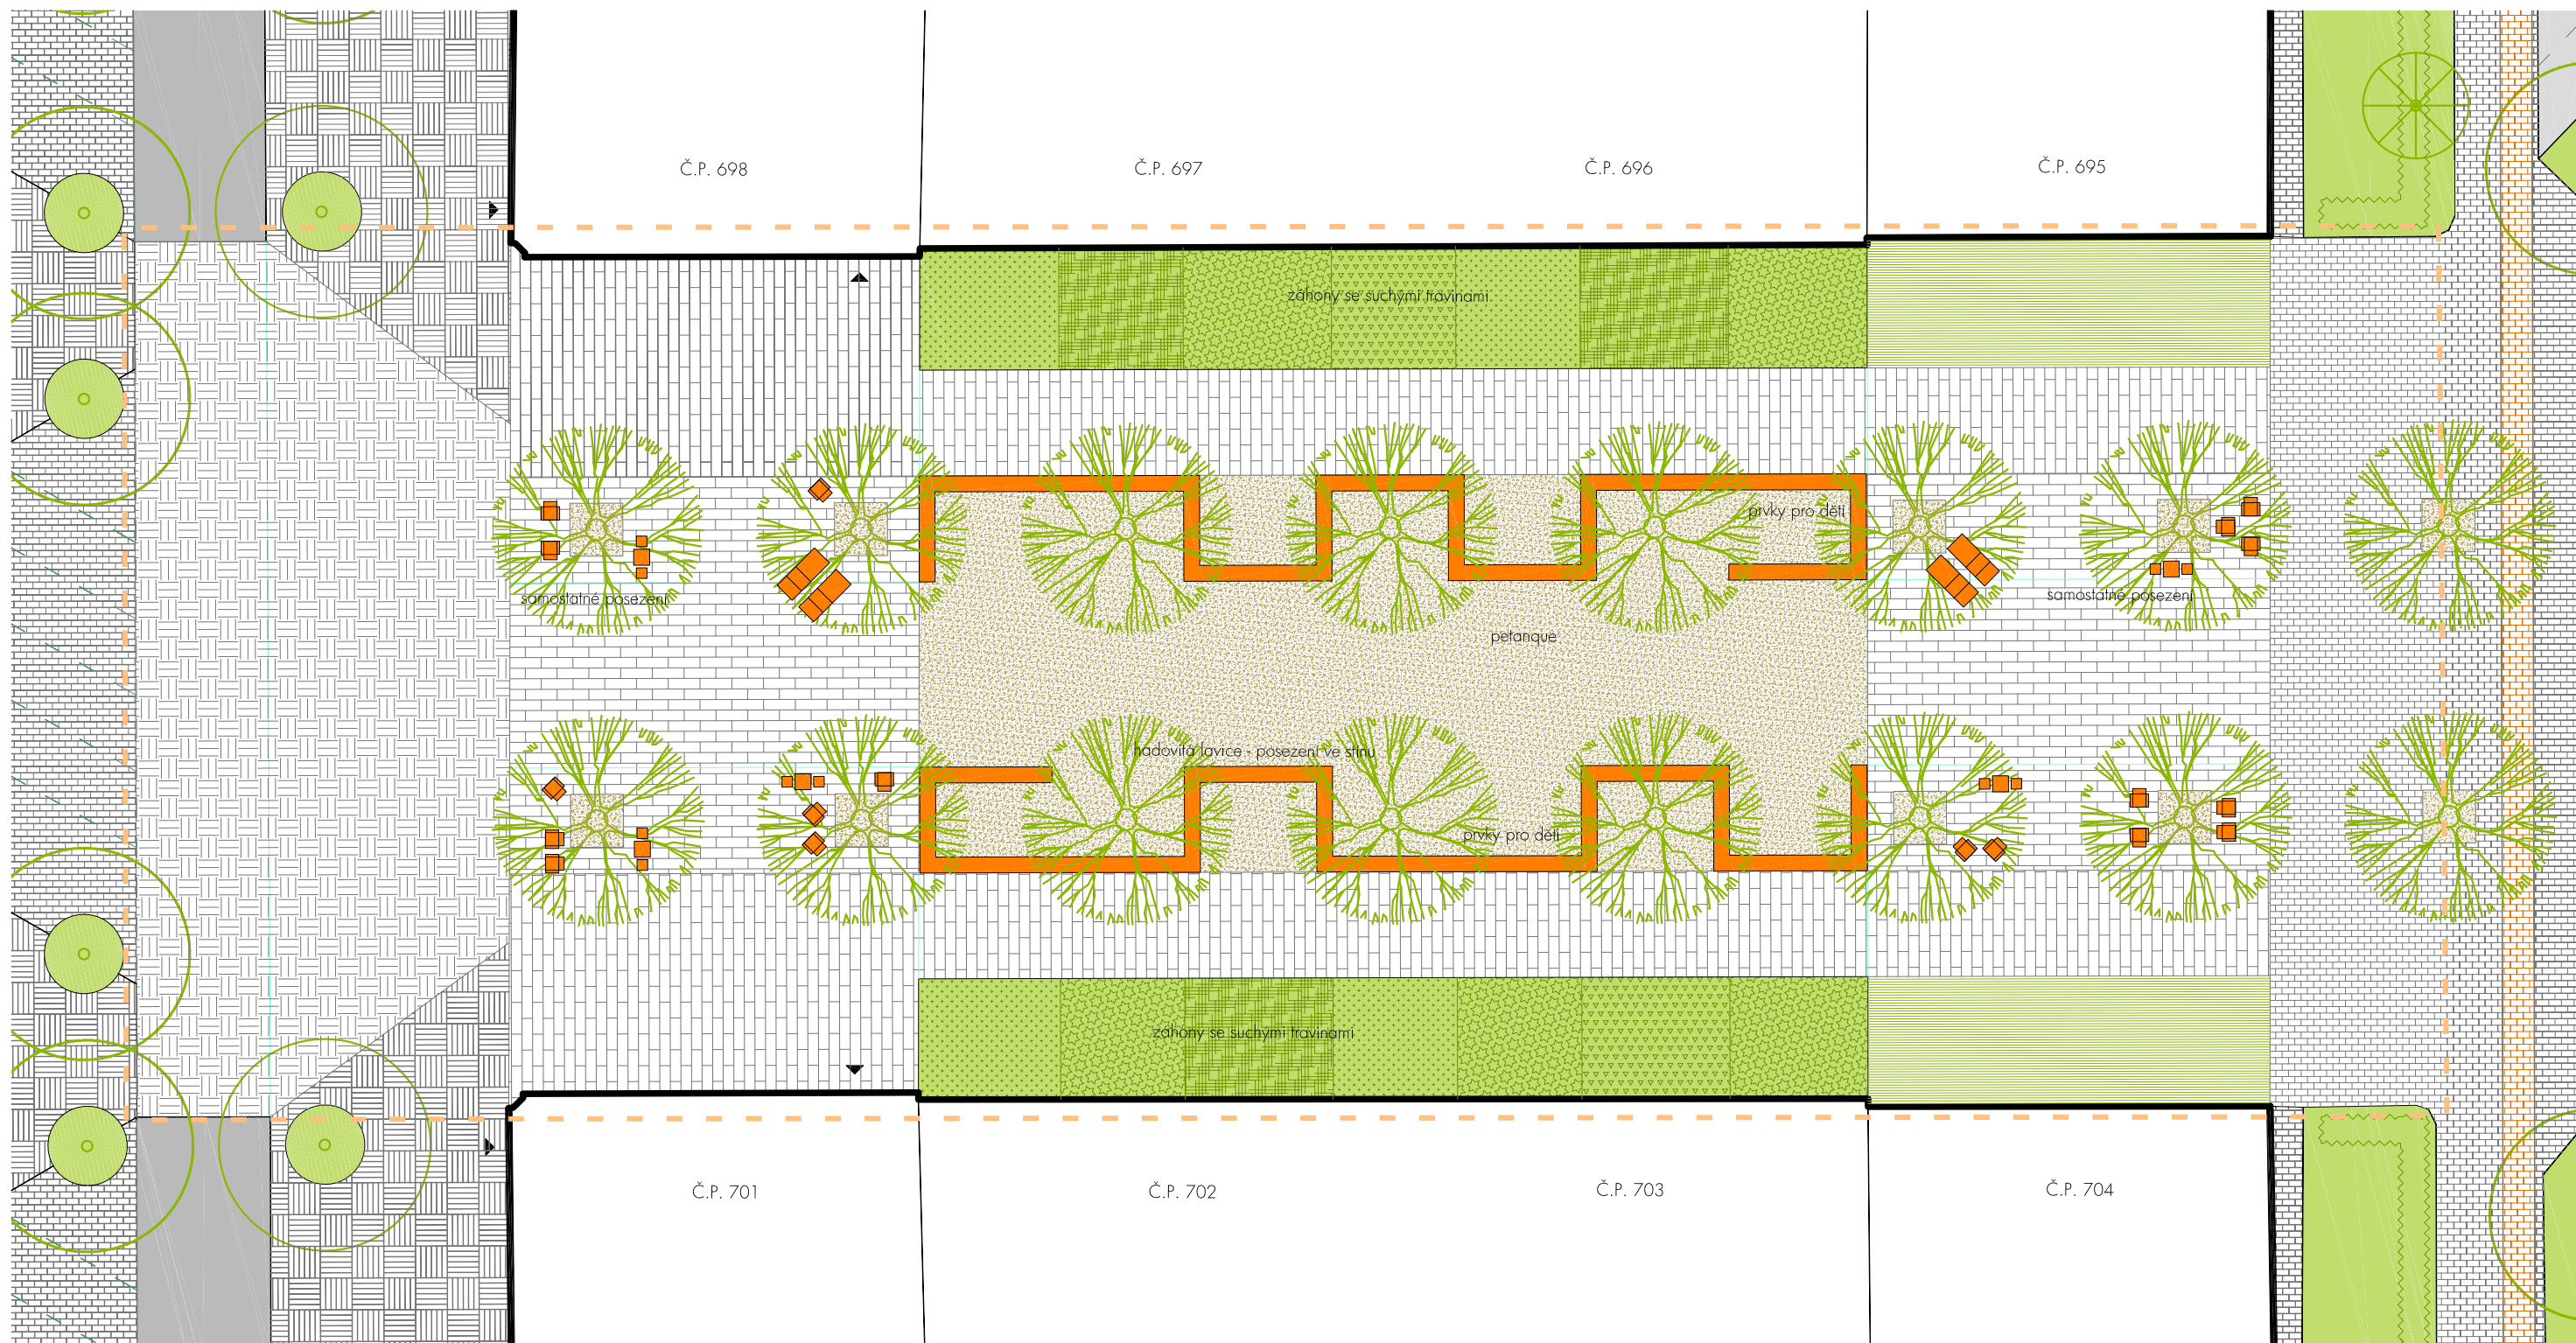 Č.P. 698
Č.P. 697
Č.P. 696
Č.P. 695
záhony se suchými travinami
prvky pro děti
samostatné posezení
samostatné posezení
petanque
hadovitá lavice - posezení ve stínu
prvky pro děti
záhony se suchými travinami
Č.P. 701
Č.P. 702
Č.P. 703
Č.P. 704